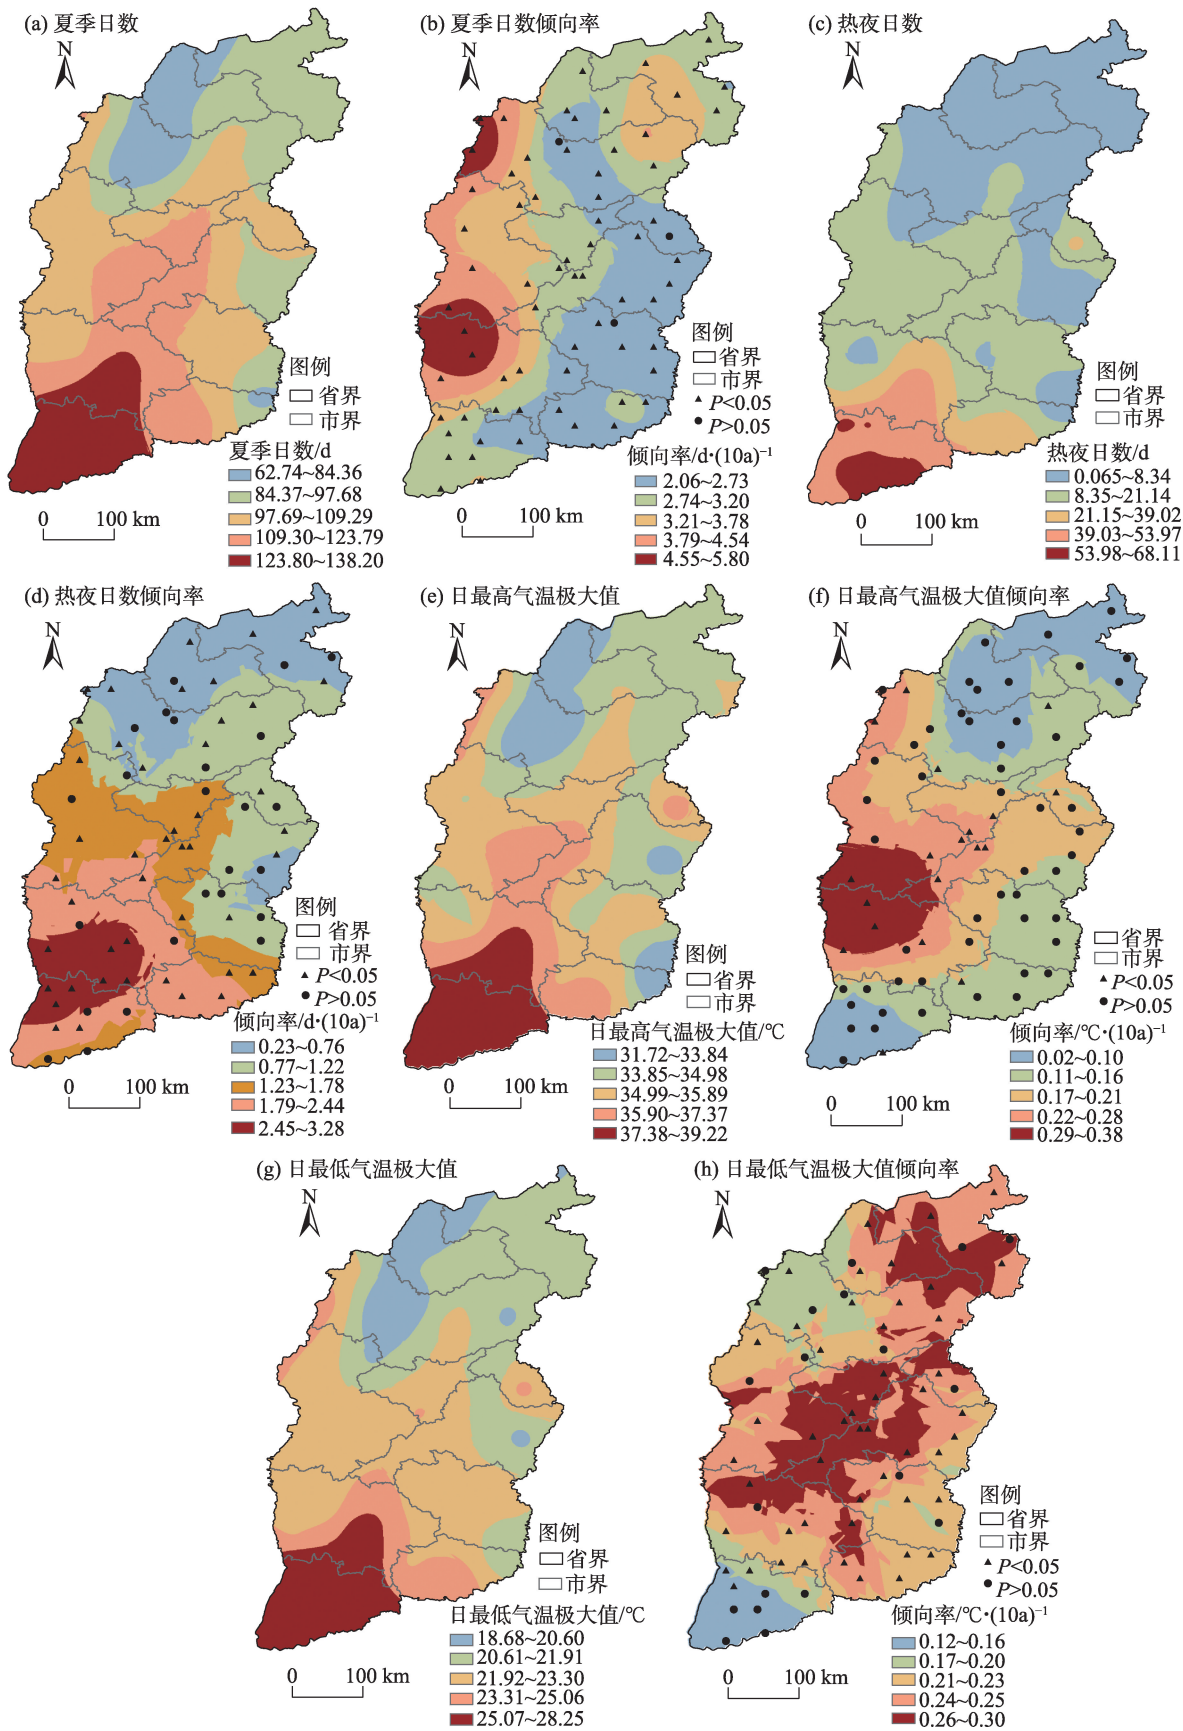 (a) 夏季日数
N
图例
省界
市界
夏季日数/d
62.74~84.36
84.37~97.68
97.69~109.29
109.30~123.79
123.80~138.20
0 100 km
(b) 夏季日数倾向率
N
图例
省界
市界
P<0.05
P>0.05
倾向率/d·(10a)⁻¹
2.06~2.73
2.74~3.20
3.21~3.78
3.79~4.54
4.55~5.80
0 100 km
(c) 热夜日数
N
图例
省界
市界
热夜日数/d
0.065~8.34
8.35~21.14
21.15~39.02
39.03~53.97
53.98~68.11
0 100 km
(d) 热夜日数倾向率
N
图例
省界
市界
P<0.05
P>0.05
倾向率/d·(10a)⁻¹
0.23~0.76
0.77~1.22
1.23~1.78
1.79~2.44
2.45~3.28
0 100 km
(e) 日最高气温极大值
N
图例
省界
市界
日最高气温极大值/℃
31.72~33.84
33.85~34.98
34.99~35.89
35.90~37.37
37.38~39.22
0 100 km
(f) 日最高气温极大值倾向率
N
省界
市界
P<0.05
P>0.05
倾向率/℃·(10a)⁻¹
0.02~0.10
0.11~0.16
0.17~0.21
0.22~0.28
0.29~0.38
0 100 km
(g) 日最低气温极大值
N
图例
省界
市界
日最低气温极大值/℃
18.68~20.60
20.61~21.91
21.92~23.30
23.31~25.06
25.07~28.25
0 100 km
(h) 日最低气温极大值倾向率
N
图例
省界
市界
P<0.05
P>0.05
倾向率/℃·(10a)⁻¹
0.12~0.16
0.17~0.20
0.21~0.23
0.24~0.25
0.26~0.30
0 100 km